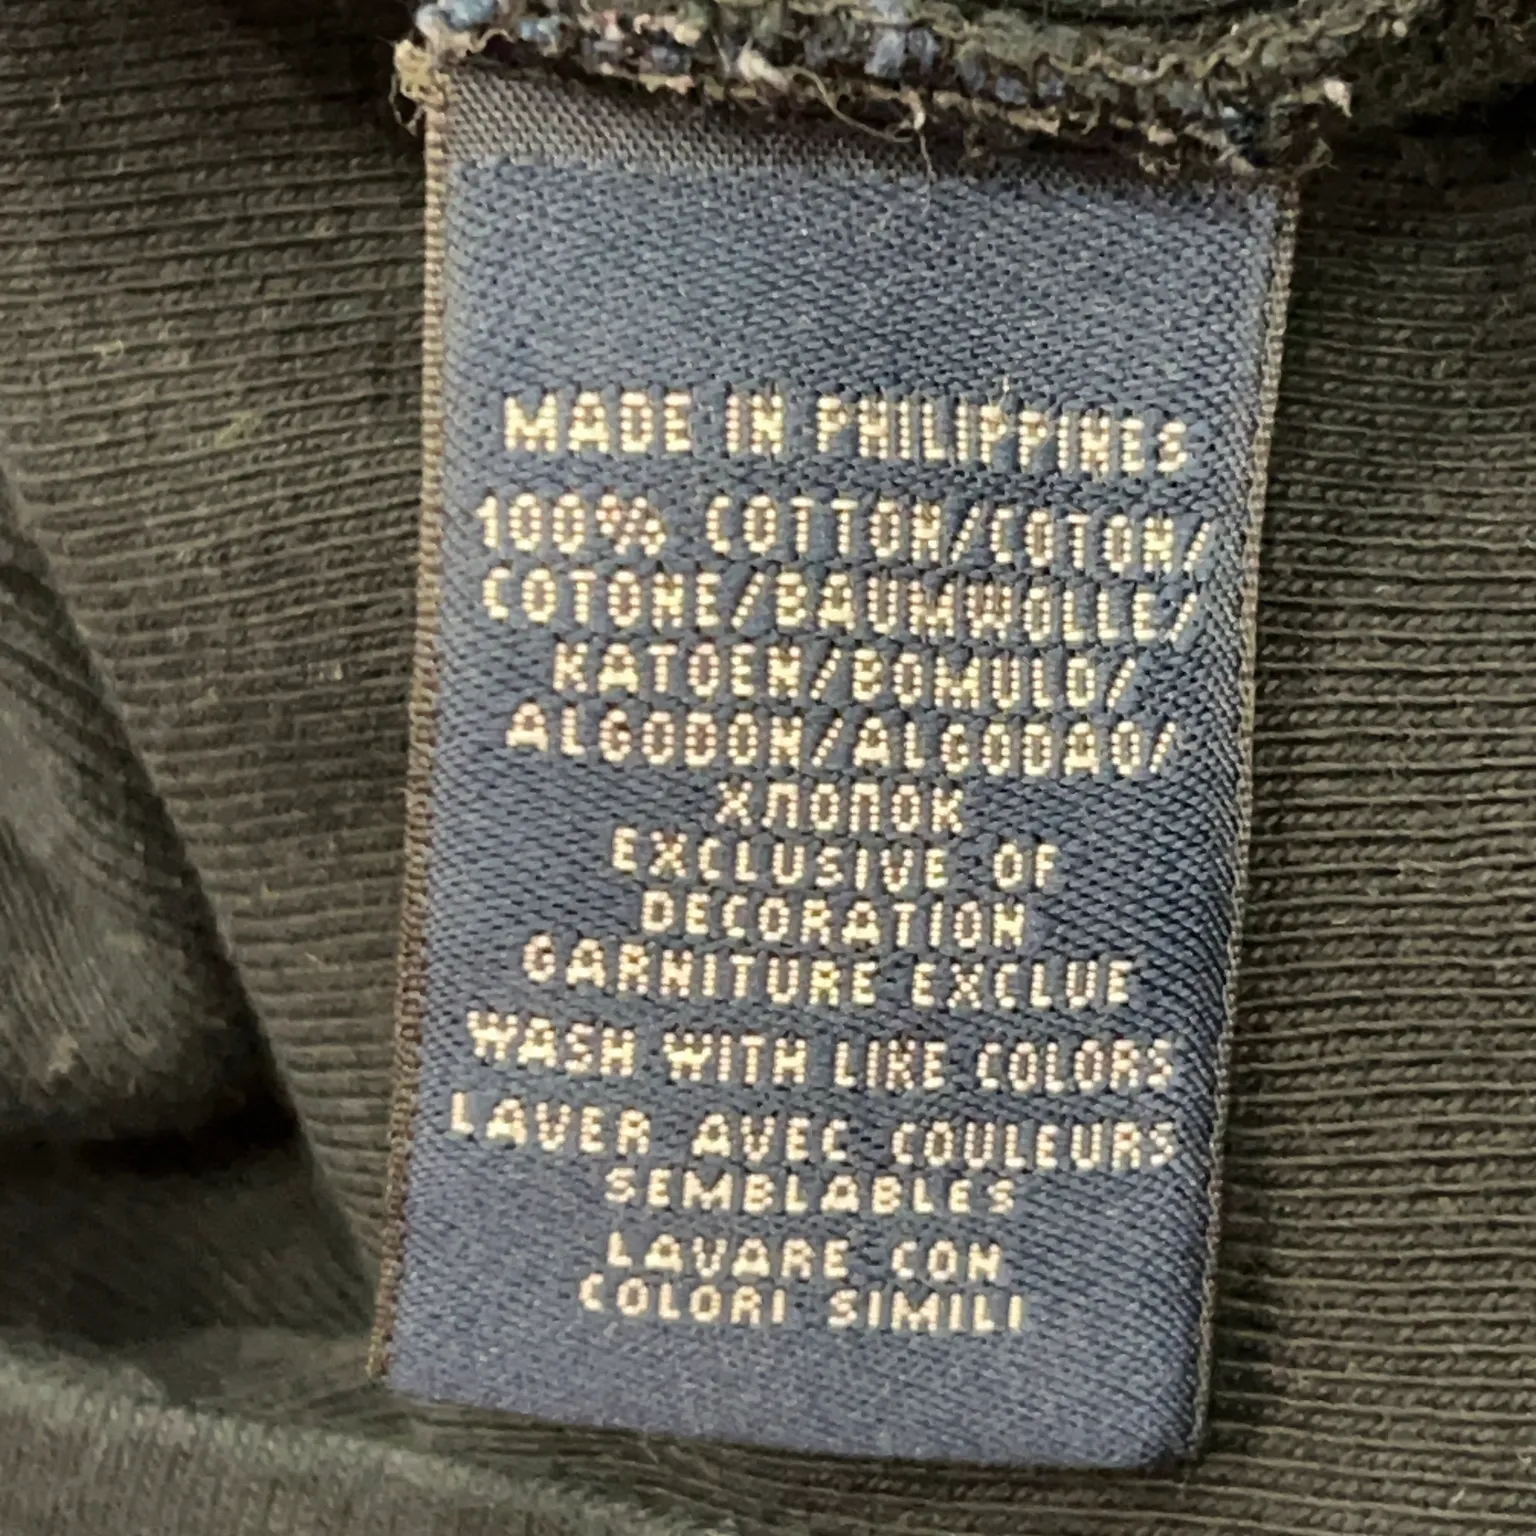 MADE IN PHILIPPINES
100% COTTON/COTON/
COTONE/BAUMWOLLE/
KATOEN/BOMULD/
ALGODON/ALGODAO/
ХЛОПОК
EXCLUSIVE OF
DECORATION
GARNITURE EXCLUE
WASH WITH LIKE COLORS
LAVER AVEC COULEURS
SEMBLABLES
LAVARE CON
COLORI SIMILI